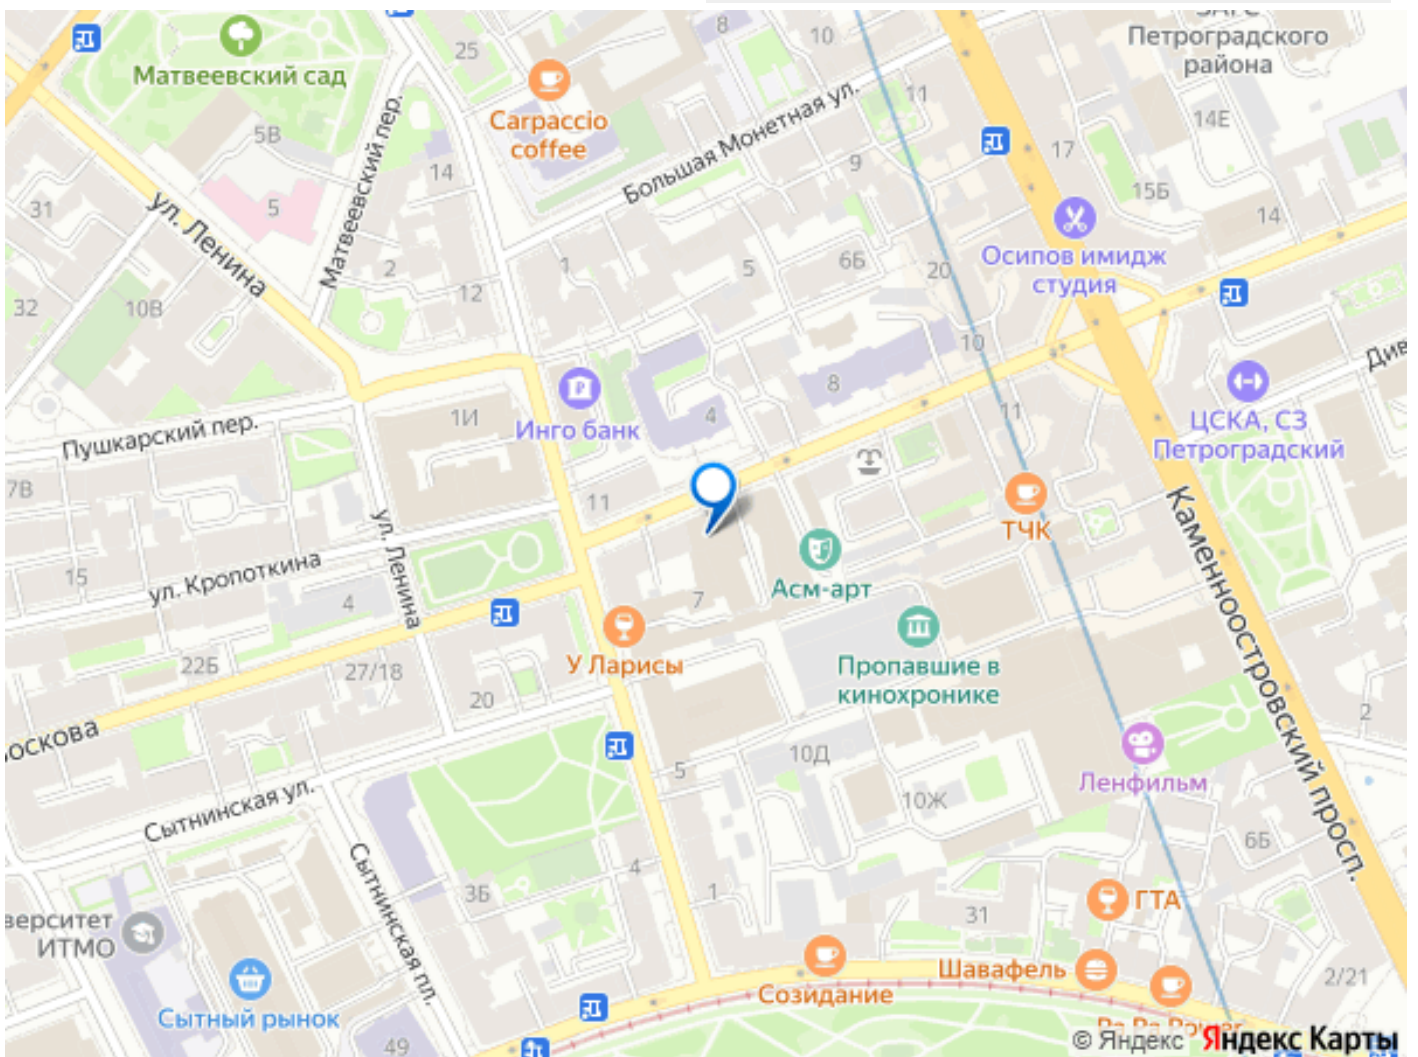 ЗАГС
Петроградского
района
Матвеевский сад
25
8
10
Carpaccio
coffee
Большая Монетная ул.
11
14Е
5В
Матвеевский пер.
14
9
17
15Б
14
31
5
ул. Ленина
2
12
1
5
6Б
20
Осипов имидж
студия
32
10В
10
Див
8
Инго банк
4
1И
11
ЦСКА, СЗ
Петроградский
Пушкарский пер.
7В
11
ТЧК
Каменноостровский просп.
ул. Ленина
15
ул. Кропоткина
4
7
Асм-арт
22Б
27/18
20
У Ларисы
Пропавшие в
кинохронике
2
оскова
5
10Д
Ленфильм
10Ж
Сытнинская ул.
6Б
4
3Б
1
31
ГТА
Сытнинская пл.
верситет
ИТМО
Шавафель
2/21
Созидание
Сытный рынок
49
© Яндекс Яндекс Карты